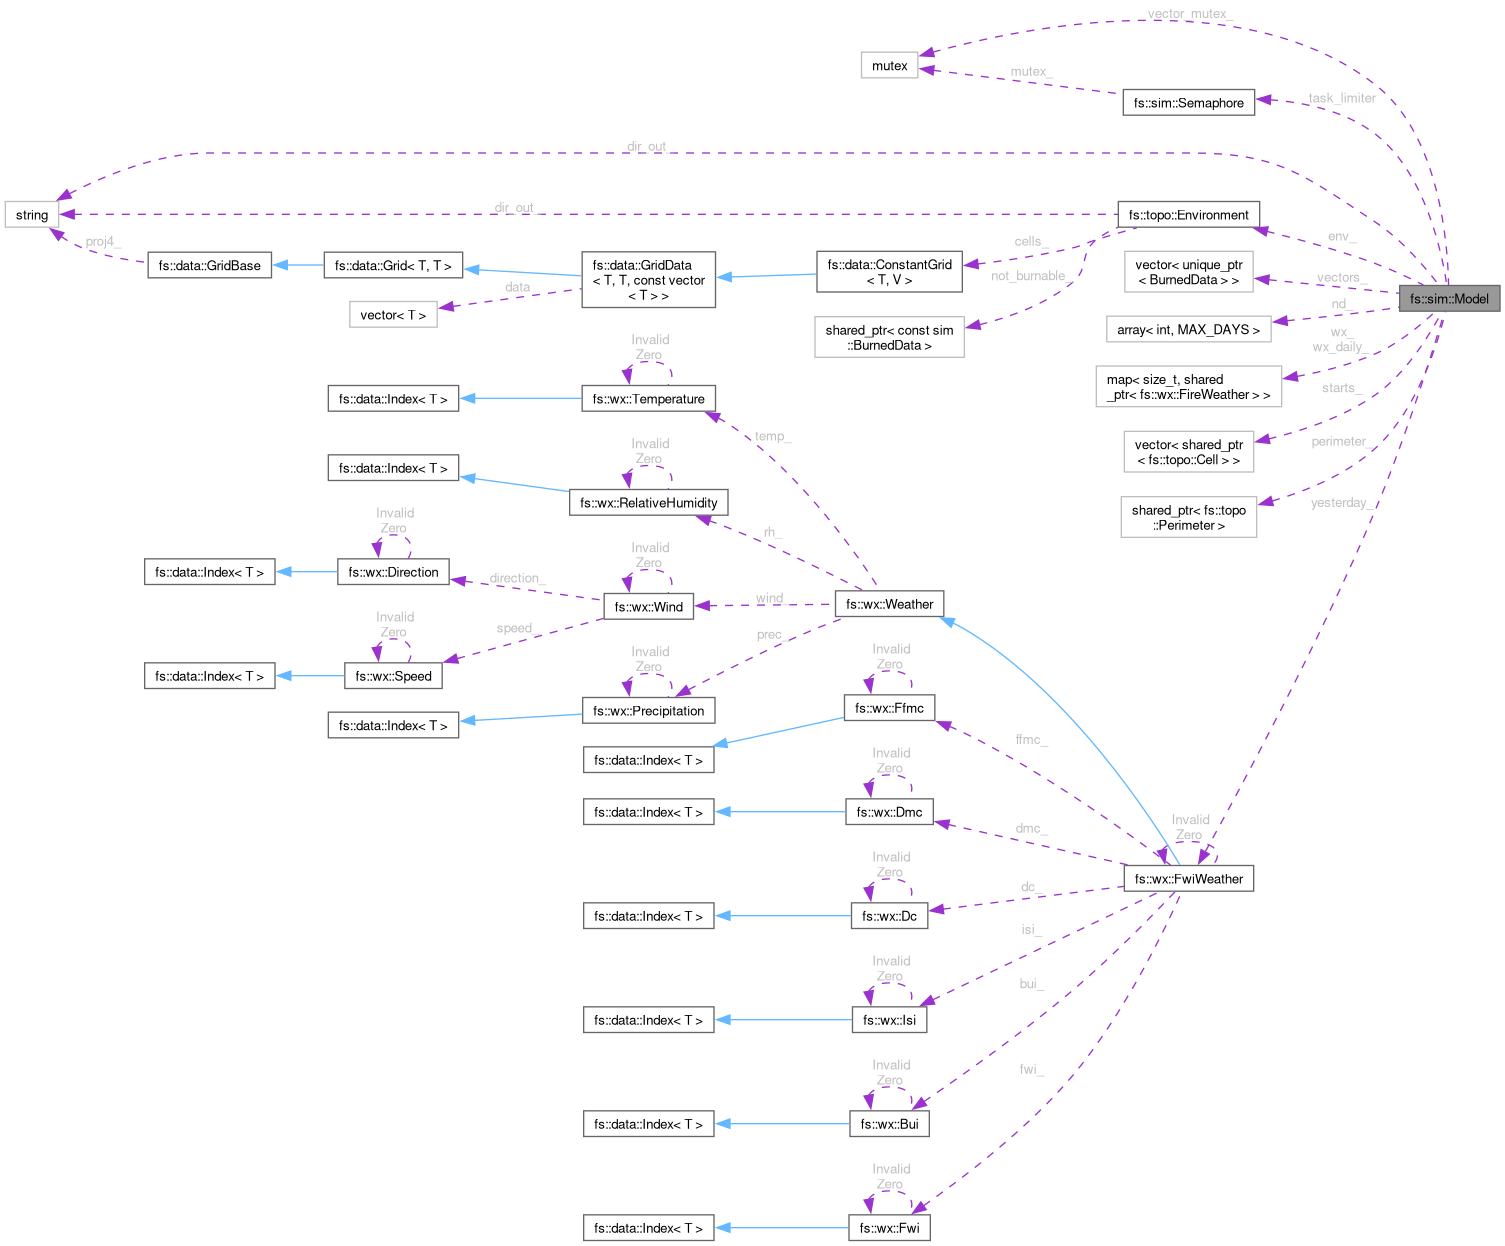 vector_mutex_
mutex
mutex_
fs::sim::Semaphore
task_limiter
dir_out_
string
dir_out_
fs::topo::Environment
proj4_
fs::data::GridBase
fs::data::Grid< T, T >
fs::data::GridData
< T, T, const vector
< T > >
cells_
fs::data::ConstantGrid
< T, V >
env_
not_burnable_
vector< unique_ptr
< BurnedData > >
vectors_
fs::sim::Model
data
vector< T >
nd_
array< int, MAX_DAYS >
shared_ptr< const sim
::BurnedData >
wx_
wx_daily_
Invalid
Zero
fs::data::Index< T >
fs::wx::Temperature
map< size_t, shared
_ptr< fs::wx::FireWeather > >
starts_
temp_
Invalid
Zero
vector< shared_ptr
< fs::topo::Cell > >
perimeter_
fs::data::Index< T >
fs::wx::RelativeHumidity
shared_ptr< fs::topo
::Perimeter >
yesterday_
Invalid
Zero
rh_
Invalid
Zero
fs::data::Index< T >
fs::wx::Direction
direction_
fs::wx::Wind
wind_
fs::wx::Weather
Invalid
Zero
speed_
prec_
fs::data::Index< T >
fs::wx::Speed
Invalid
Zero
Invalid
Zero
fs::data::Index< T >
fs::wx::Precipitation
fs::wx::Ffmc
ffmc_
fs::data::Index< T >
Invalid
Zero
fs::data::Index< T >
fs::wx::Dmc
dmc_
Invalid
Zero
Invalid
Zero
fs::wx::FwiWeather
dc_
fs::data::Index< T >
fs::wx::Dc
isi_
Invalid
Zero
bui_
fs::data::Index< T >
fs::wx::Isi
Invalid
Zero
fwi_
fs::data::Index< T >
fs::wx::Bui
Invalid
Zero
fs::data::Index< T >
fs::wx::Fwi